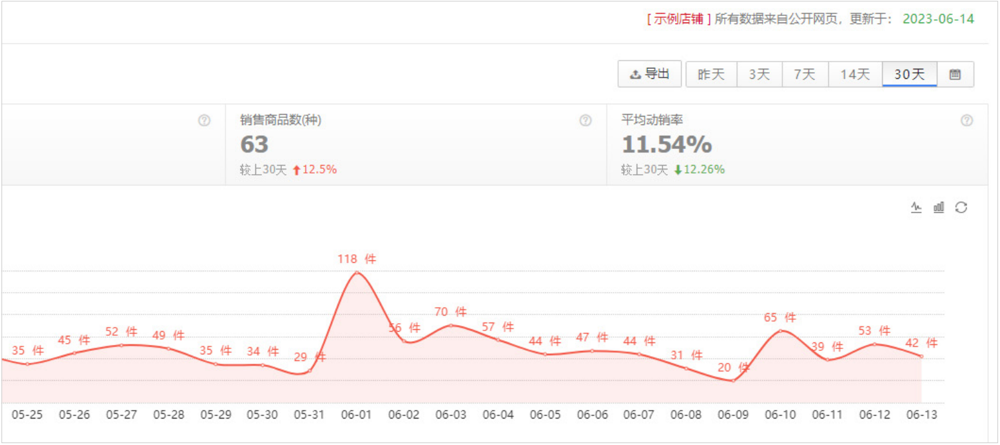 [ 示例店铺 ] 所有数据来自公开网页，更新于： 2023-06-14
导出 昨天 3天 7天 14天 30天
销售商品数(种)
63
较上30天 12.5%
平均动销率
11.54%
较上30天 12.26%
35 件
45 件
52 件
49 件
35 件
34 件
29 件
118 件
56 件
70 件
57 件
44 件
47 件
44 件
31 件
20 件
65 件
39 件
53 件
42 件
05-25 05-26 05-27 05-28 05-29 05-30 05-31 06-01 06-02 06-03 06-04 06-05 06-06 06-07 06-08 06-09 06-10 06-11 06-12 06-13